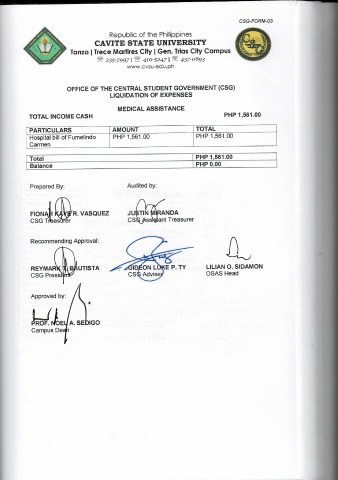 CSG-FORM-03
Republic of the Philippines
CAVITE STATE UNIVERSITY
Tanza | Trece Martires City | Gen. Trias City Campus
☎ 235-7997 | ☎ 410-5247 | ☎ 437-0693
www.cvsu.edu.ph
OFFICE OF THE CENTRAL STUDENT GOVERNMENT (CSG)
LIQUIDATION OF EXPENSES
MEDICAL ASSISTANCE
TOTAL INCOME CASH PHP 1,561.00
PARTICULARS AMOUNT TOTAL
Hospital bill of Fumelindo Carmen PHP 1,561.00 PHP 1,561.00
Total PHP 1,561.00
Balance PHP 0.00
Prepared By: Audited by:
FIONAH KAYE R. VASQUEZ JUSTIN MIRANDA
CSG Treasurer CSG Assistant Treasurer
Recommending Approval:
REYMARK T. BAUTISTA GIDEON LUKE P. TY LILIAN O. SIDAMON
CSG President CSG Adviser OSAS Head
Approved by:
PROF. NOEL A. SEDIGO
Campus Dean